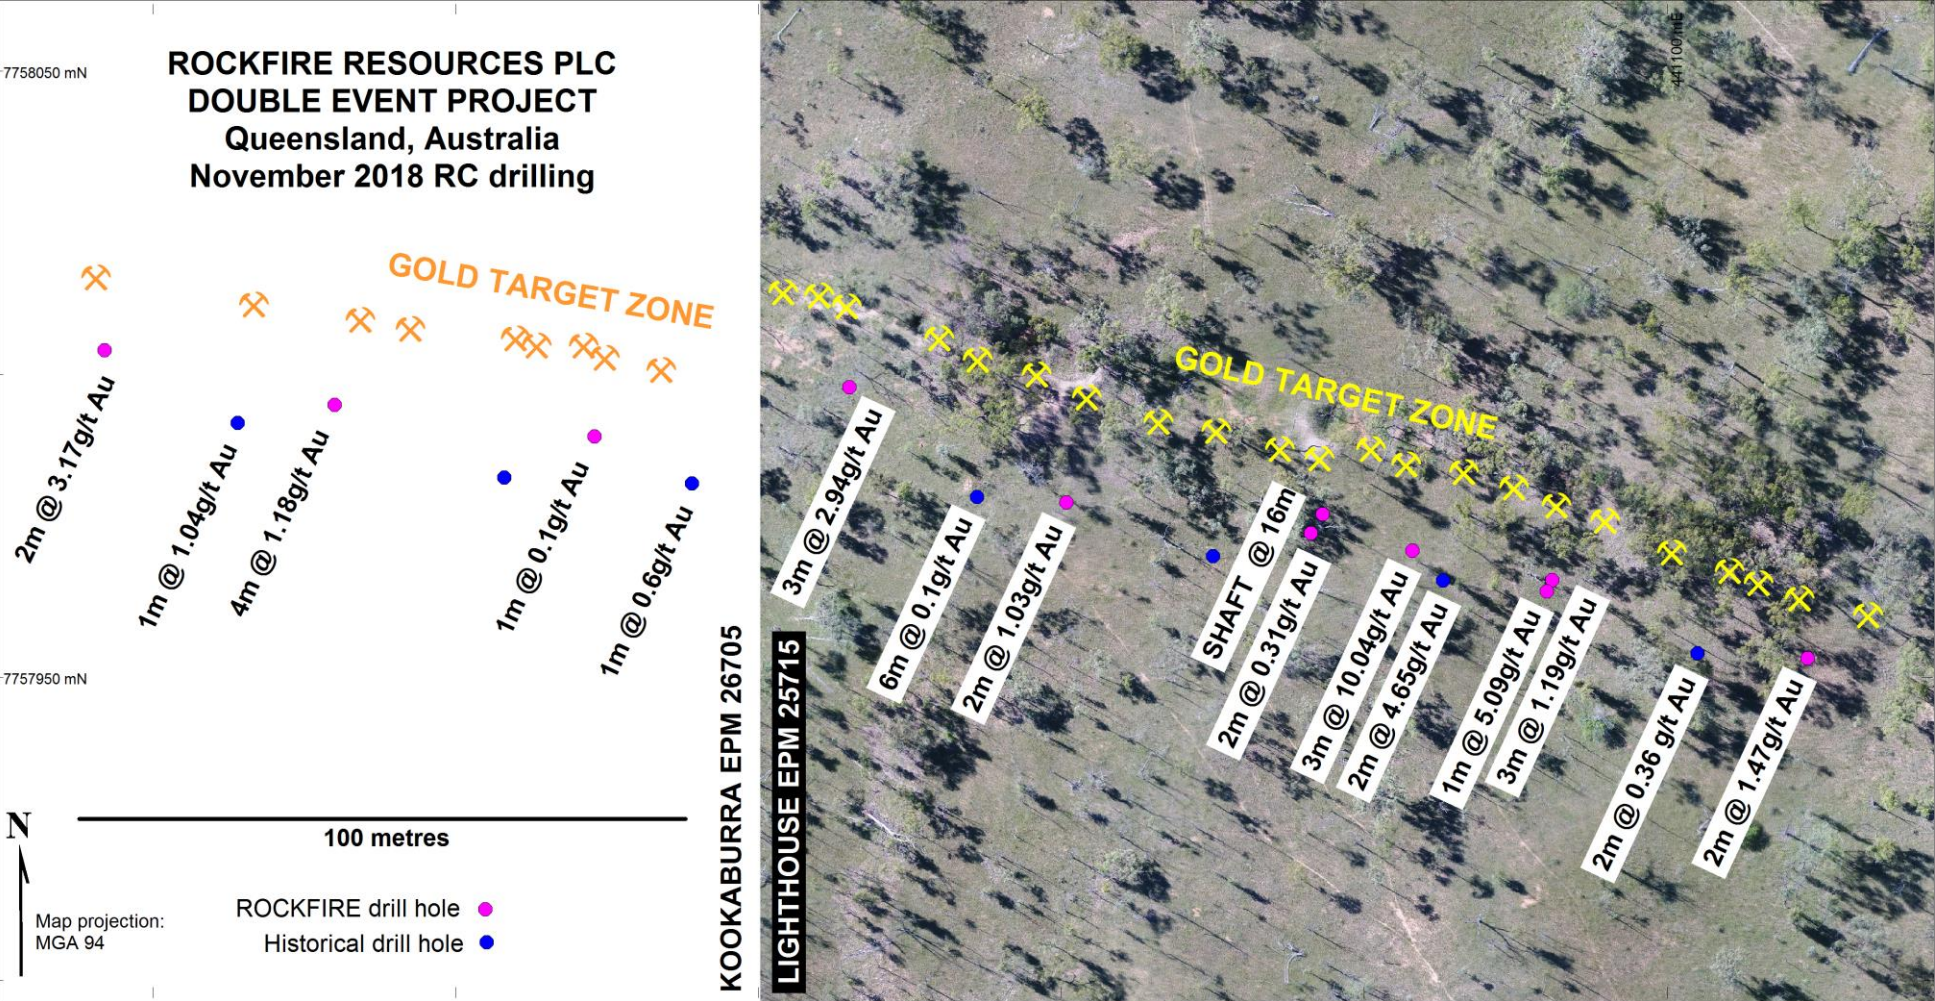 ROCKFIRE RESOURCES PLC
DOUBLE EVENT PROJECT
Queensland, Australia
November 2018 RC drilling
7758050 mN
GOLD TARGET ZONE
2m @ 3.17g/t Au
1m @ 1.04g/t Au
4m @ 1.18g/t Au
1m @ 0.1g/t Au
1m @ 0.6g/t Au
7757950 mN
N
100 metres
Map projection:
MGA 94
ROCKFIRE drill hole
Historical drill hole
KOOKABURRA EPM 26705
LIGHTHOUSE EPM 25715
441100 mE
GOLD TARGET ZONE
3m @ 2.94g/t Au
6m @ 0.1g/t Au
2m @ 1.03g/t Au
SHAFT @ 16m
2m @ 0.31g/t Au
3m @ 10.04g/t Au
2m @ 4.65g/t Au
1m @ 5.09g/t Au
3m @ 1.19g/t Au
2m @ 0.36 g/t Au
2m @ 1.47g/t Au